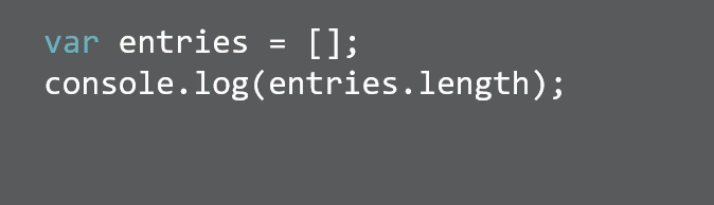 var entries = [];
console.log(entries.length);